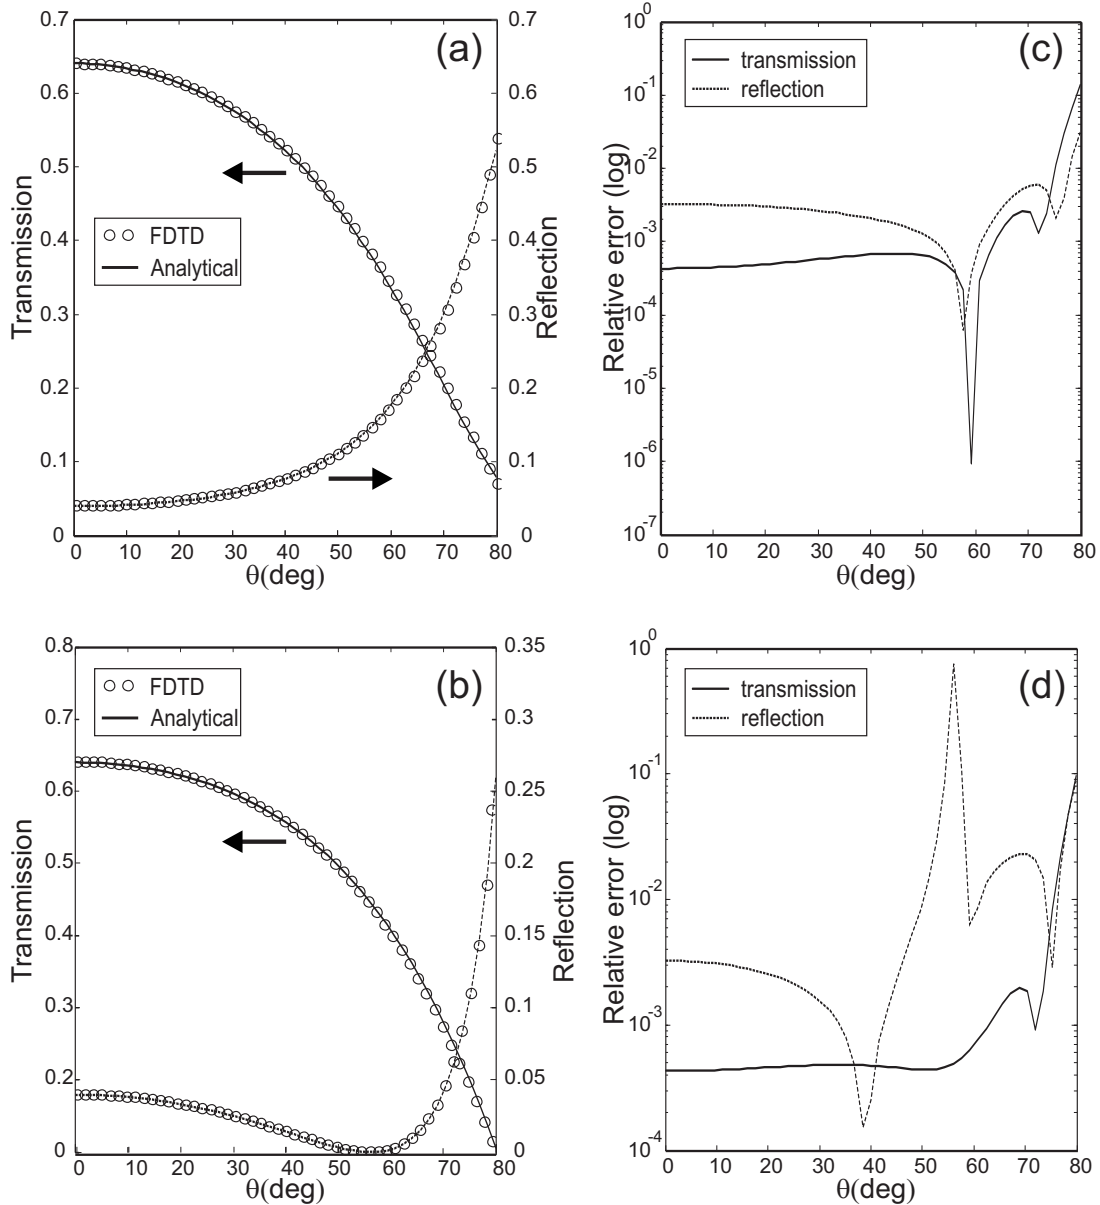 (a)
0.7
0.6
0.5
0.4
0.3
0.2
0.1
0
Transmission
FDTD
Analytical
0.7
0.6
0.5
0.4
0.3
0.2
0.1
0
Reflection
0 10 20 30 40 50 60 70 80
θ(deg)
(c)
10^0
10^-1
10^-2
10^-3
10^-4
10^-5
10^-6
10^-7
Relative error (log)
transmission
reflection
0 10 20 30 40 50 60 70 80
θ(deg)
(b)
0.8
0.7
0.6
0.5
0.4
0.3
0.2
0
Transmission
FDTD
Analytical
0.35
0.3
0.25
0.2
0.15
0.1
0.05
0
Reflection
0 10 20 30 40 50 60 70 80
θ(deg)
(d)
10^0
10^-1
10^-2
10^-3
10^-4
Relative error (log)
transmission
reflection
0 10 20 30 40 50 60 70 80
θ(deg)